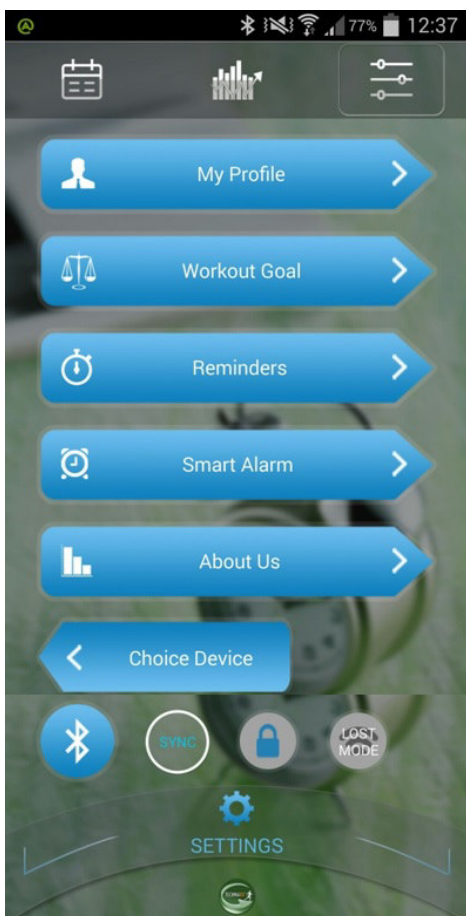 77% 12:37
My Profile
Workout Goal
Reminders
Smart Alarm
About Us
Choice Device
SYNC
LOST
MODE
SETTINGS